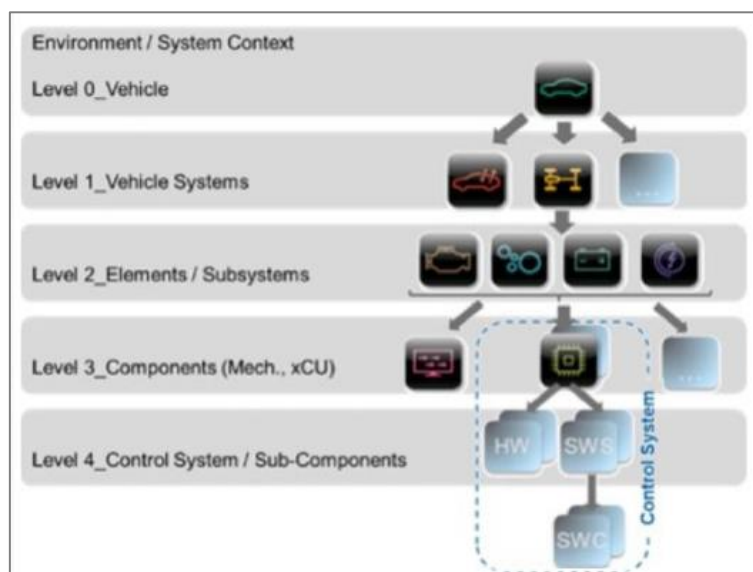 Environment / System Context
Level 0_Vehicle
Level 1_Vehicle Systems
...
Level 2_Elements / Subsystems
Level 3_Components (Mech., xCU)
...
Level 4_Control System / Sub-Components
HW
SWS
SWC
Control System